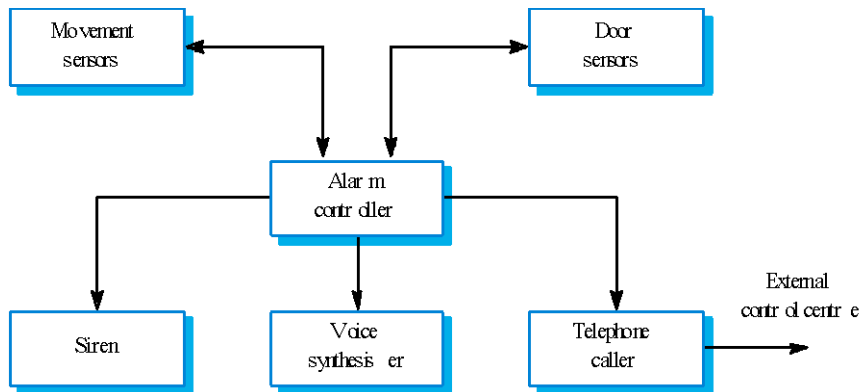 Movement
sensors
Door
sensors
Alarm
controller
Siren
Voice
synthesiser
Telephone
caller
External
control centre